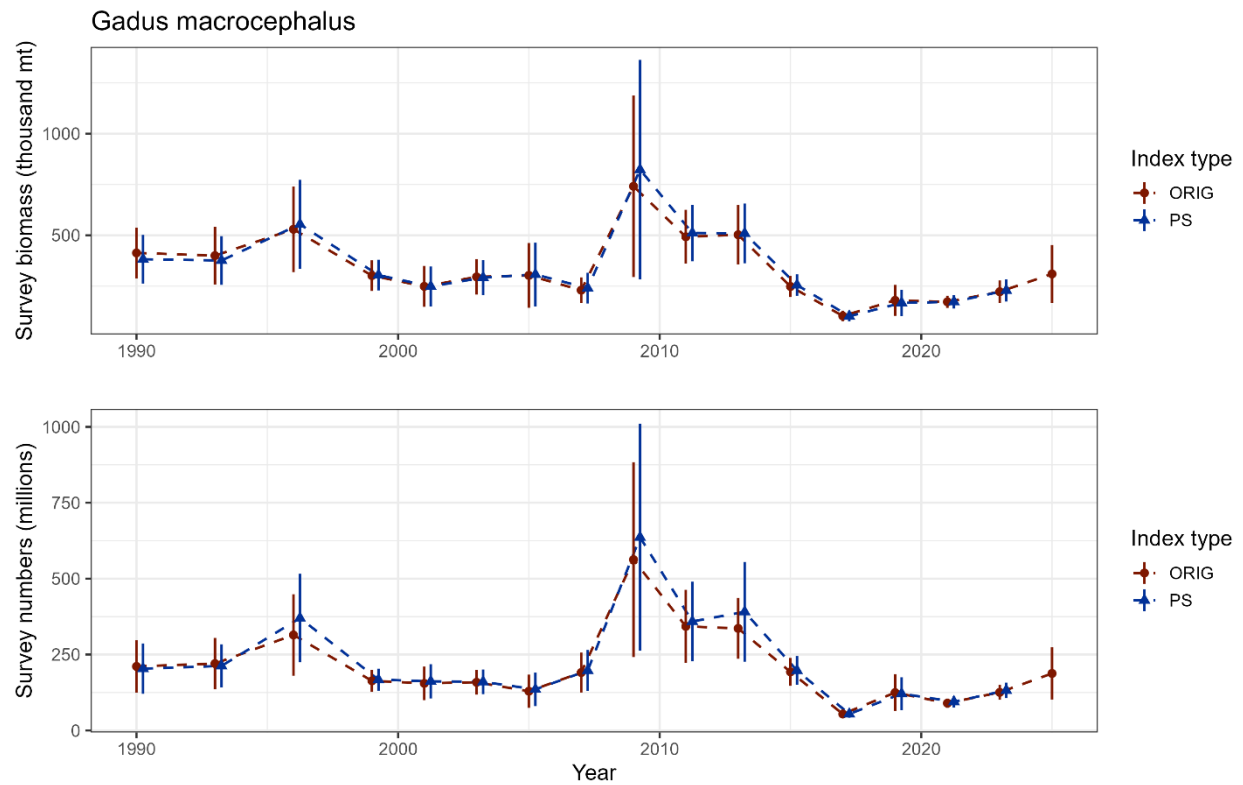 Gadus macrocephalus
Survey biomass (thousand mt)
1000
500
1990
2000
2010
2020
Index type
ORIG
PS
Survey numbers (millions)
1000
750
500
250
0
1990
2000
2010
2020
Year
Index type
ORIG
PS